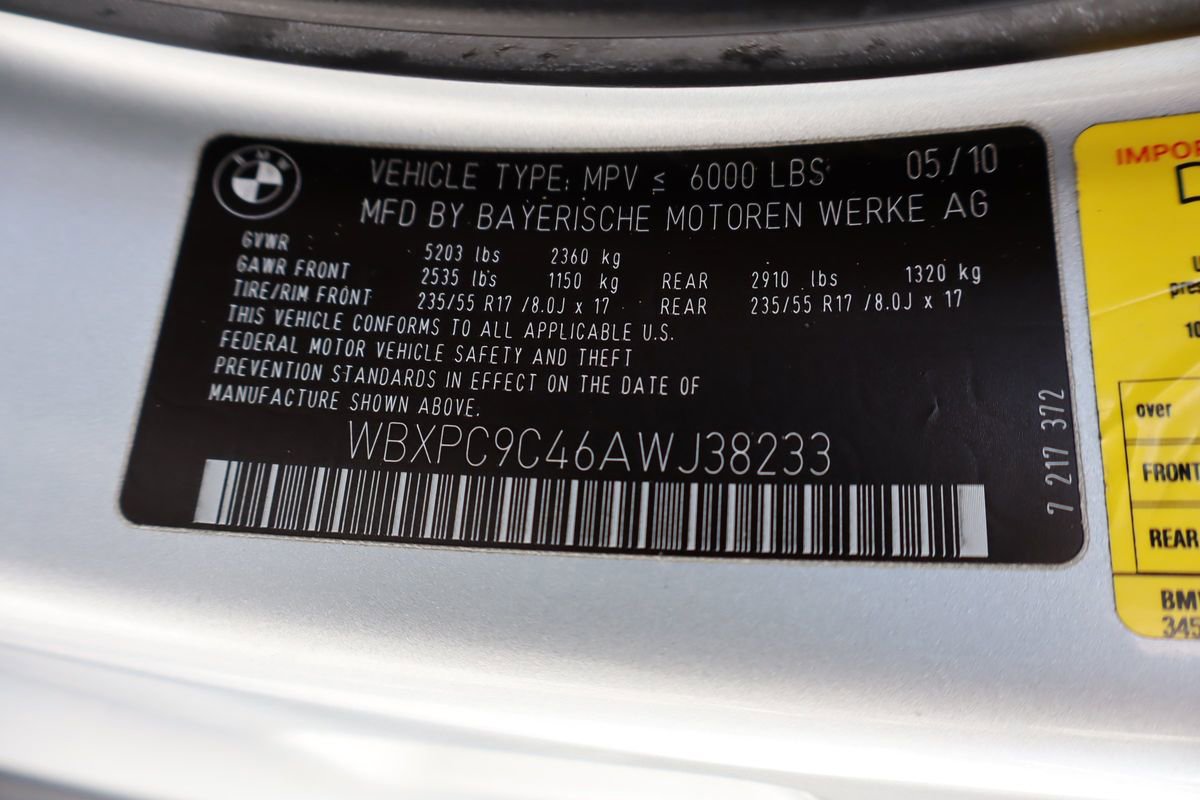 BMW
VEHICLE TYPE: MPV ≤ 6000 LBS 05/10
MFD BY BAYERISCHE MOTOREN WERKE AG
GVWR 5203 lbs 2360 kg
GAWR FRONT 2535 lbs 1150 kg REAR 2910 lbs 1320 kg
TIRE/RIM FRONT 235/55 R17 /8.0J x 17 REAR 235/55 R17 /8.0J x 17
THIS VEHICLE CONFORMS TO ALL APPLICABLE U.S.
FEDERAL MOTOR VEHICLE SAFETY AND THEFT
PREVENTION STANDARDS IN EFFECT ON THE DATE OF
MANUFACTURE SHOWN ABOVE.
WBXPC9C46AWJ38233
7 217 372
over
FRONT
REAR